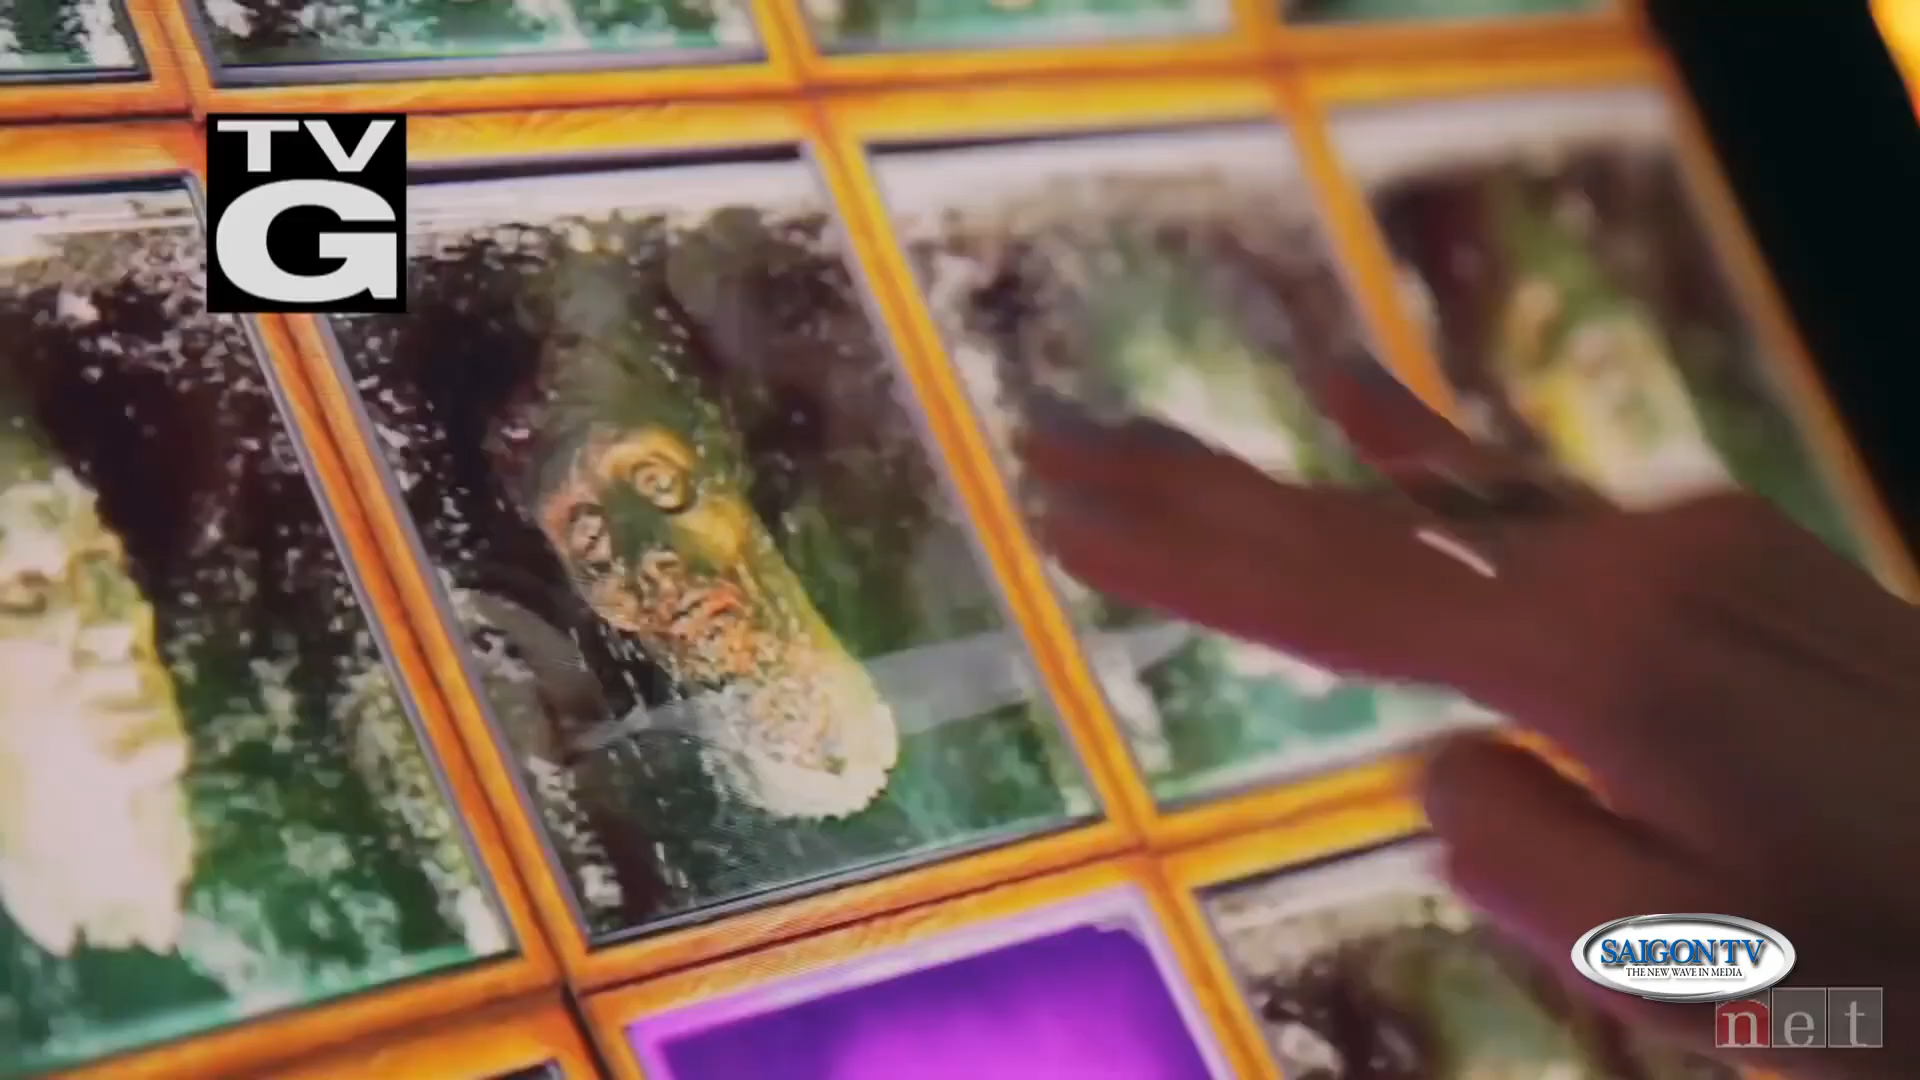 TV
G
SAIGON TV
THE NEW WAVE IN MEDIA
net